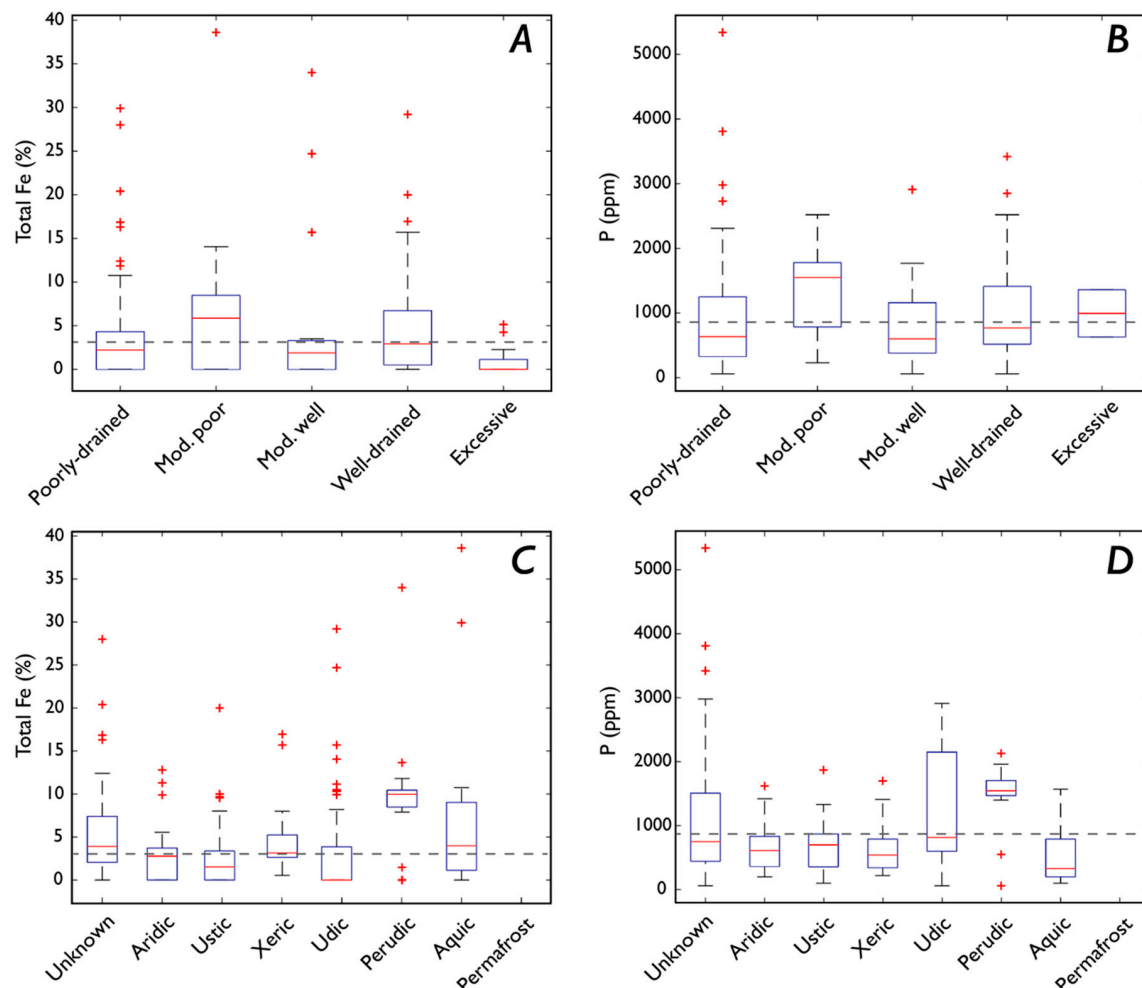 A
Total Fe (%)
40
35
30
25
20
15
10
5
0
Poorly-drained
Mod. poor
Mod. well
Well-drained
Excessive
B
P (ppm)
5000
4000
3000
2000
1000
0
Poorly-drained
Mod. poor
Mod. well
Well-drained
Excessive
C
Total Fe (%)
40
35
30
25
20
15
10
5
0
Unknown
Aridic
Ustic
Xeric
Udic
Perudic
Aquic
Permafrost
D
P (ppm)
5000
4000
3000
2000
1000
0
Unknown
Aridic
Ustic
Xeric
Udic
Perudic
Aquic
Permafrost